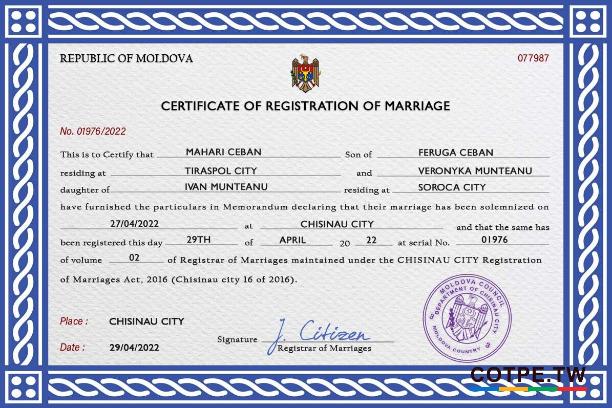 REPUBLIC OF MOLDOVA 077987
CERTIFICATE OF REGISTRATION OF MARRIAGE
No. 01976/2022
This is to Certify that MAHARI CEBAN Son of FERUGA CEBAN
residing at TIRASPOL CITY and VERONYKA MUNTEANU
daughter of IVAN MUNTEANU residing at SOROCA CITY
have furnished the particulars in Memorandum declaring that their marriage has been solemnized on
27/04/2022 at CHISINAU CITY and that the same has
been registered this day 29TH of APRIL 20 22 at serial No. 01976
of volume 02 of Registrar of Marriages maintained under the CHISINAU CITY Registration
of Marriages Act, 2016 (Chisinau city 16 of 2016).
MOLDOVA COUNCIL
DEPARTMENT OF CHISINAU CITY
MOLDOVA COUNTRY
Place : CHISINAU CITY
Signature J. Citizen
Registrar of Marriages
Date : 29/04/2022
COTPE.TW